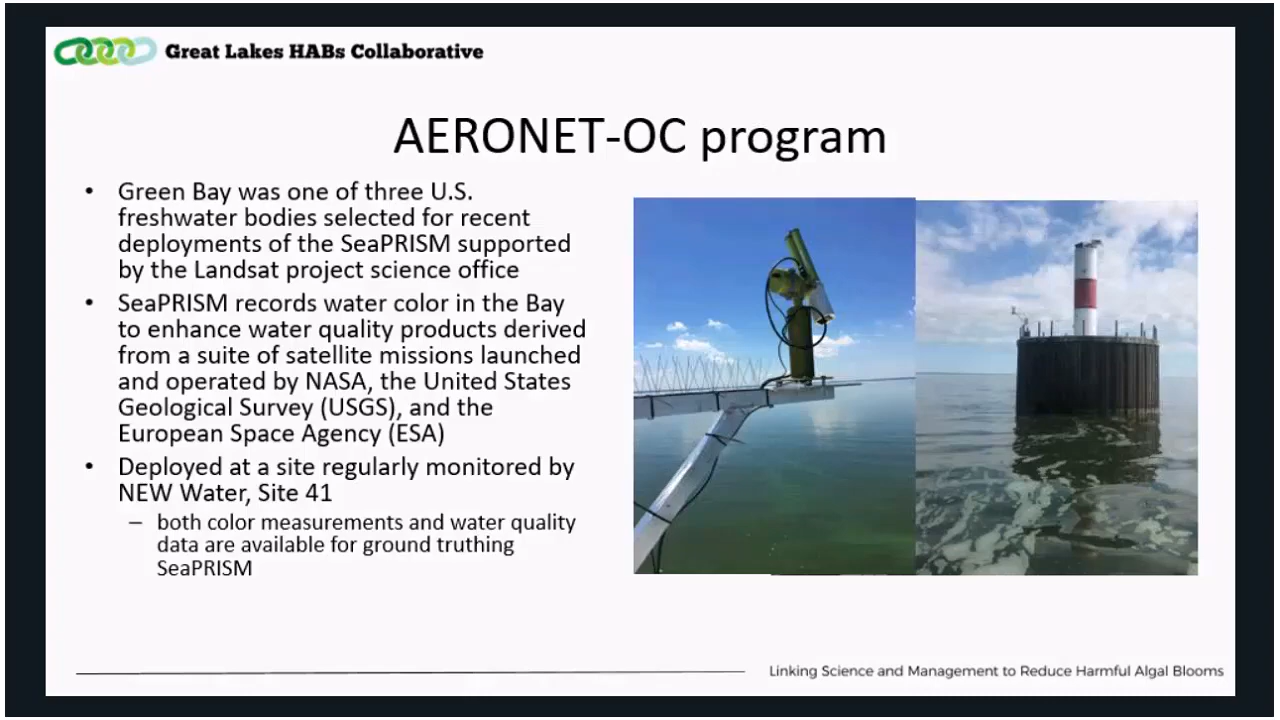 Great Lakes HABs Collaborative
AERONET-OC program
• Green Bay was one of three U.S.
freshwater bodies selected for recent
deployments of the SeaPRISM supported
by the Landsat project science office
• SeaPRISM records water color in the Bay
to enhance water quality products derived
from a suite of satellite missions launched
and operated by NASA, the United States
Geological Survey (USGS), and the
European Space Agency (ESA)
• Deployed at a site regularly monitored by
NEW Water, Site 41
– both color measurements and water quality
data are available for ground truthing
SeaPRISM
Linking Science and Management to Reduce Harmful Algal Blooms